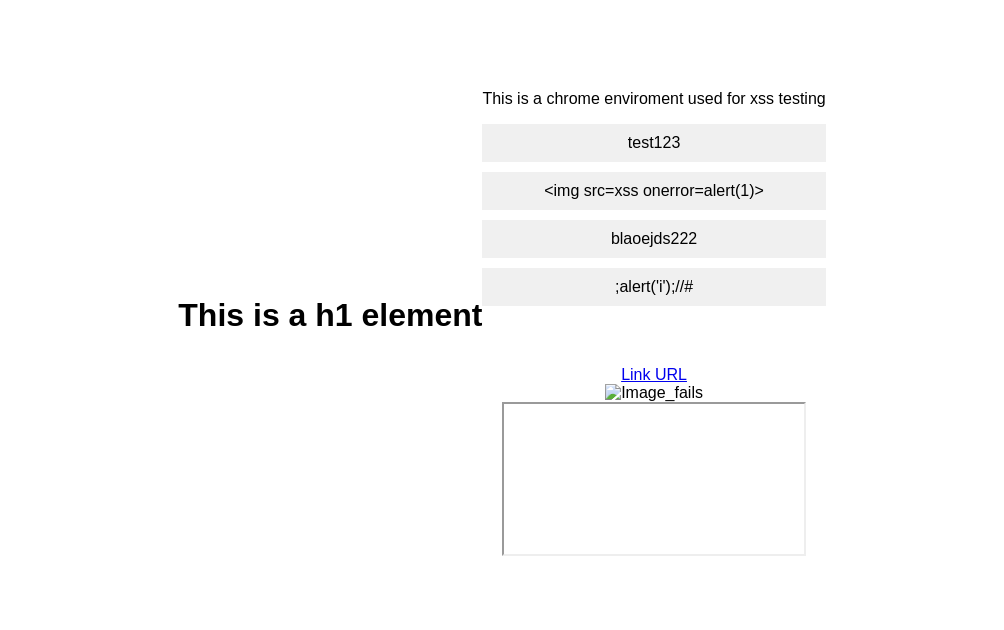 This is a chrome enviroment used for xss testing
test123
<img src=xss onerror=alert(1)>
blaoejds222
;alert('i');//#
This is a h1 element
Link URL
Image_fails